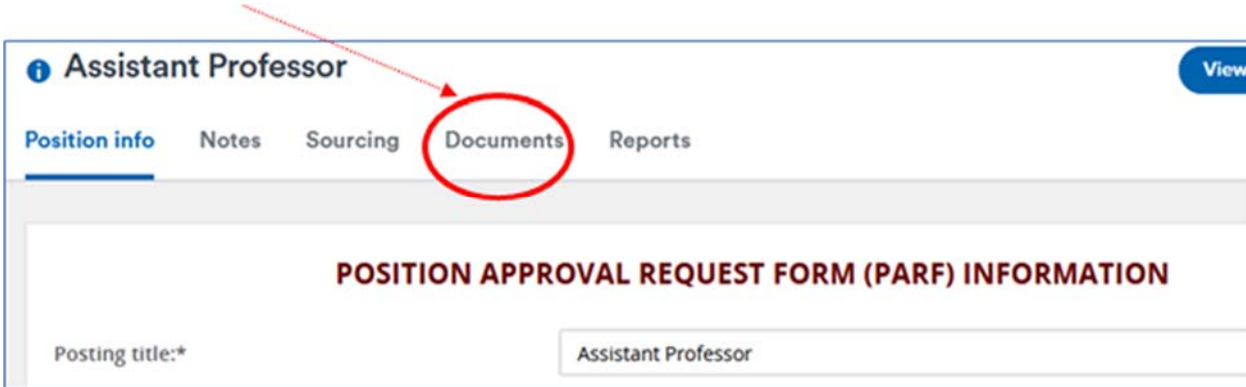 Assistant Professor
View
Position info Notes Sourcing Documents Reports
POSITION APPROVAL REQUEST FORM (PARF) INFORMATION
Posting title:* Assistant Professor